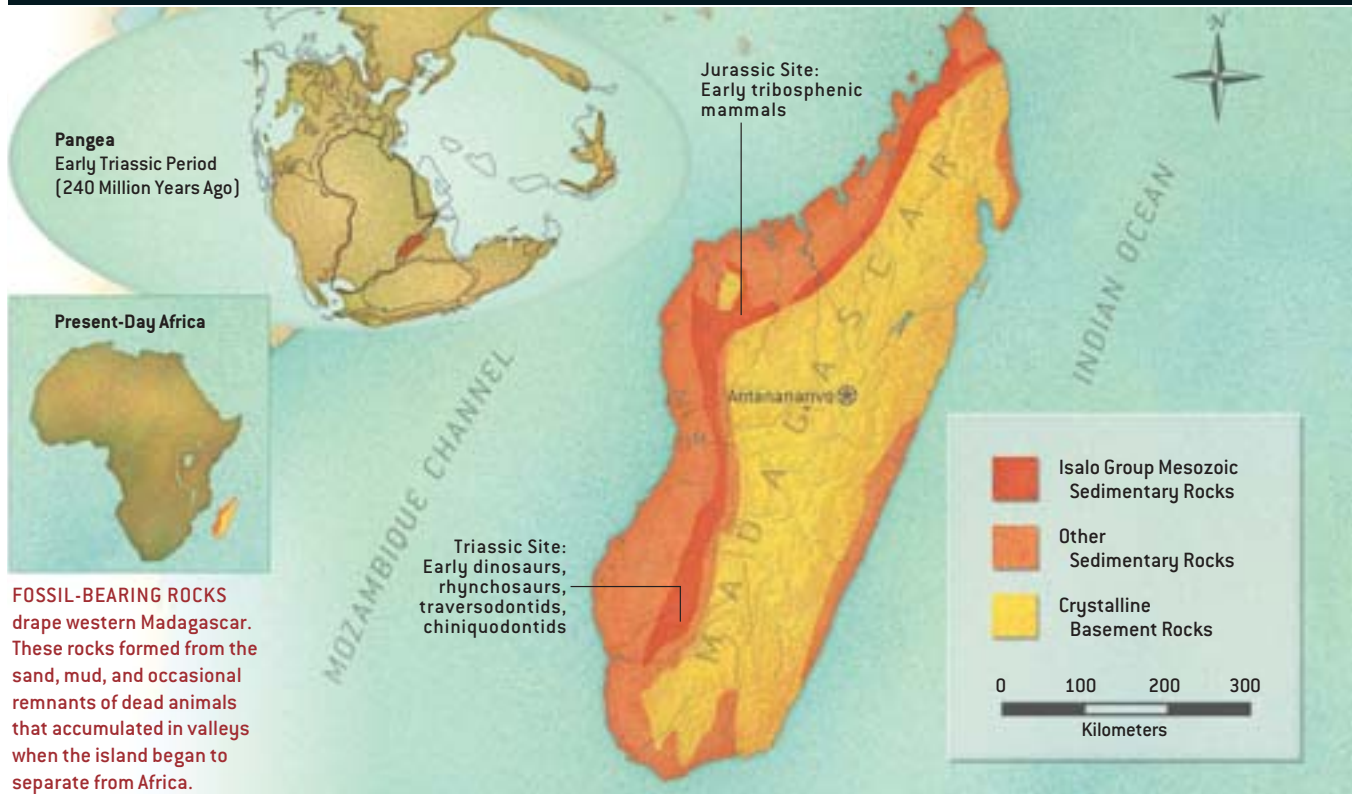 Pangea
Early Triassic Period
(240 Million Years Ago)
Present-Day Africa
FOSSIL-BEARING ROCKS
drape western Madagascar.
These rocks formed from the
sand, mud, and occasional
remnants of dead animals
that accumulated in valleys
when the island began to
separate from Africa.
MOZAMBIQUE CHANNEL
Jurassic Site:
Early tribosphenic
mammals
Triassic Site:
Early dinosaurs,
rhynchosaurs,
traversodontids,
chiniquodontids
MADAGASCAR
Antananarivo
INDIAN OCEAN
N
Isalo Group Mesozoic
Sedimentary Rocks
Other
Sedimentary Rocks
Crystalline
Basement Rocks
0 100 200 300
Kilometers